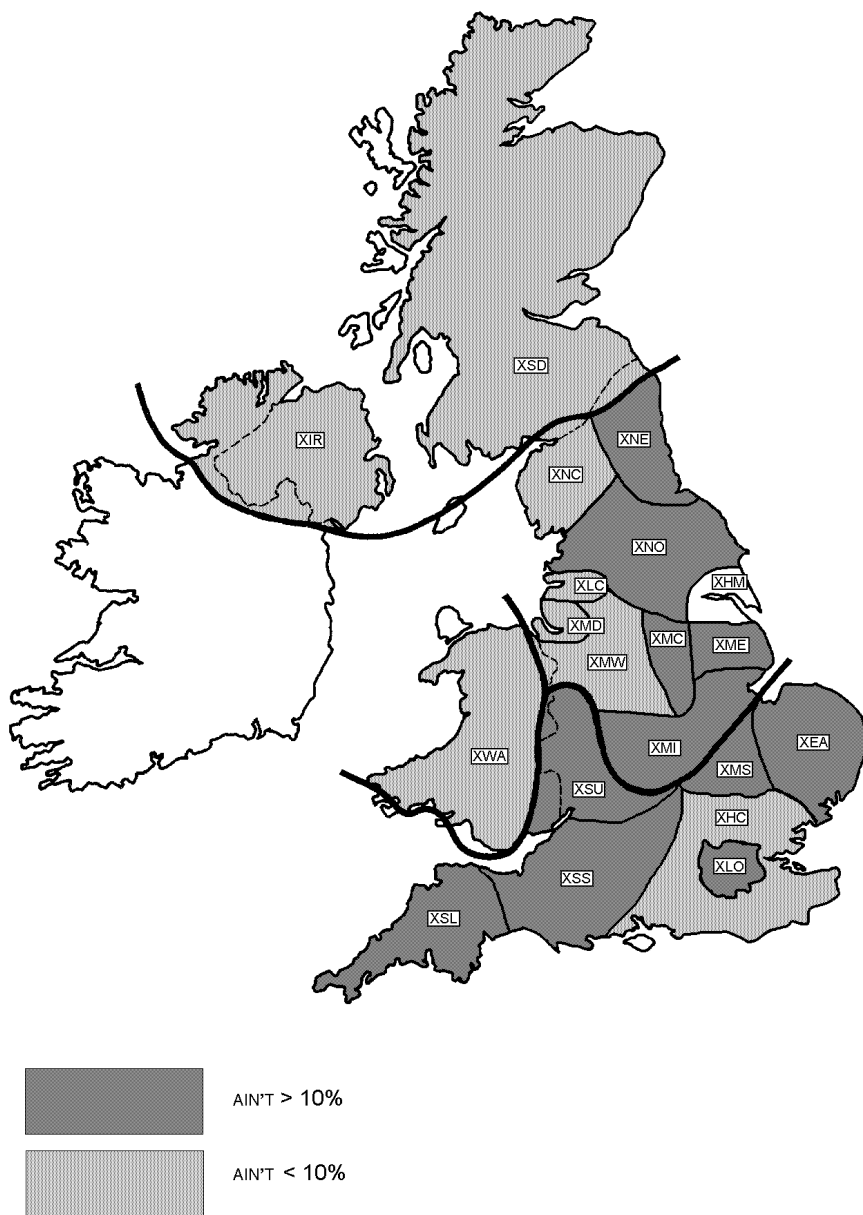 XSD
XIR
XNE
XNC
XNO
XLC
XHM
XMD
XMC
XME
XMW
XWA
XMI
XEA
XSU
XMS
XHC
XLO
XSS
XSL
AIN'T > 10%
AIN'T < 10%